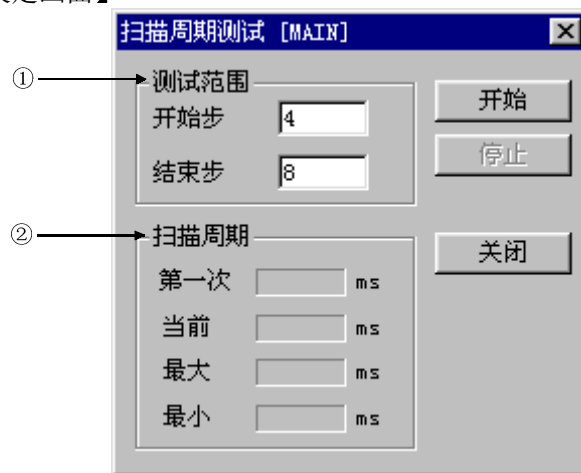 扫描周期测试 [MAIN]
① 测试范围
开始步 4
结束步 8
开始
停止
② 扫描周期
第一次 ms
当前 ms
最大 ms
最小 ms
关闭